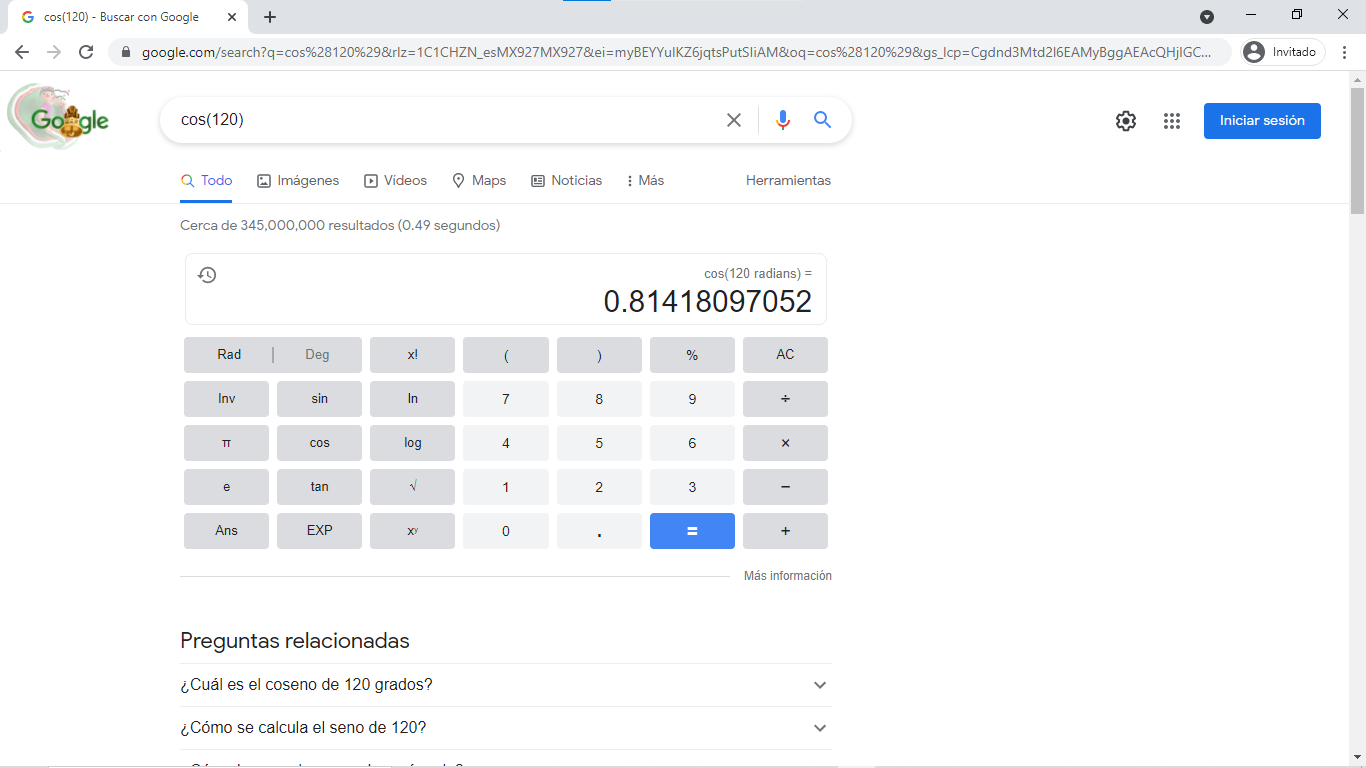 cos(120) - Buscar con Google
google.com/search?q=cos%28120%29&rlz=1C1CHZN_esMX927MX927&ei=myBEYYuIKZ6jqtsPutSIiAM&oq=cos%28120%29&gs_lcp=Cgdnd3Mtd2l6EAMyBggAEAcQHjIGC...
Invitado
Google
cos(120)
Iniciar sesión
Todo Imágenes Vídeos Maps Noticias Más Herramientas
Cerca de 345,000,000 resultados (0.49 segundos)
cos(120 radians) =
0.81418097052
Rad | Deg x! ( ) % AC
Inv sin ln 7 8 9 ÷
π cos log 4 5 6 ×
e tan √ 1 2 3 −
Ans EXP xʸ 0 . = +
Más información
Preguntas relacionadas
¿Cuál es el coseno de 120 grados?
¿Cómo se calcula el seno de 120?